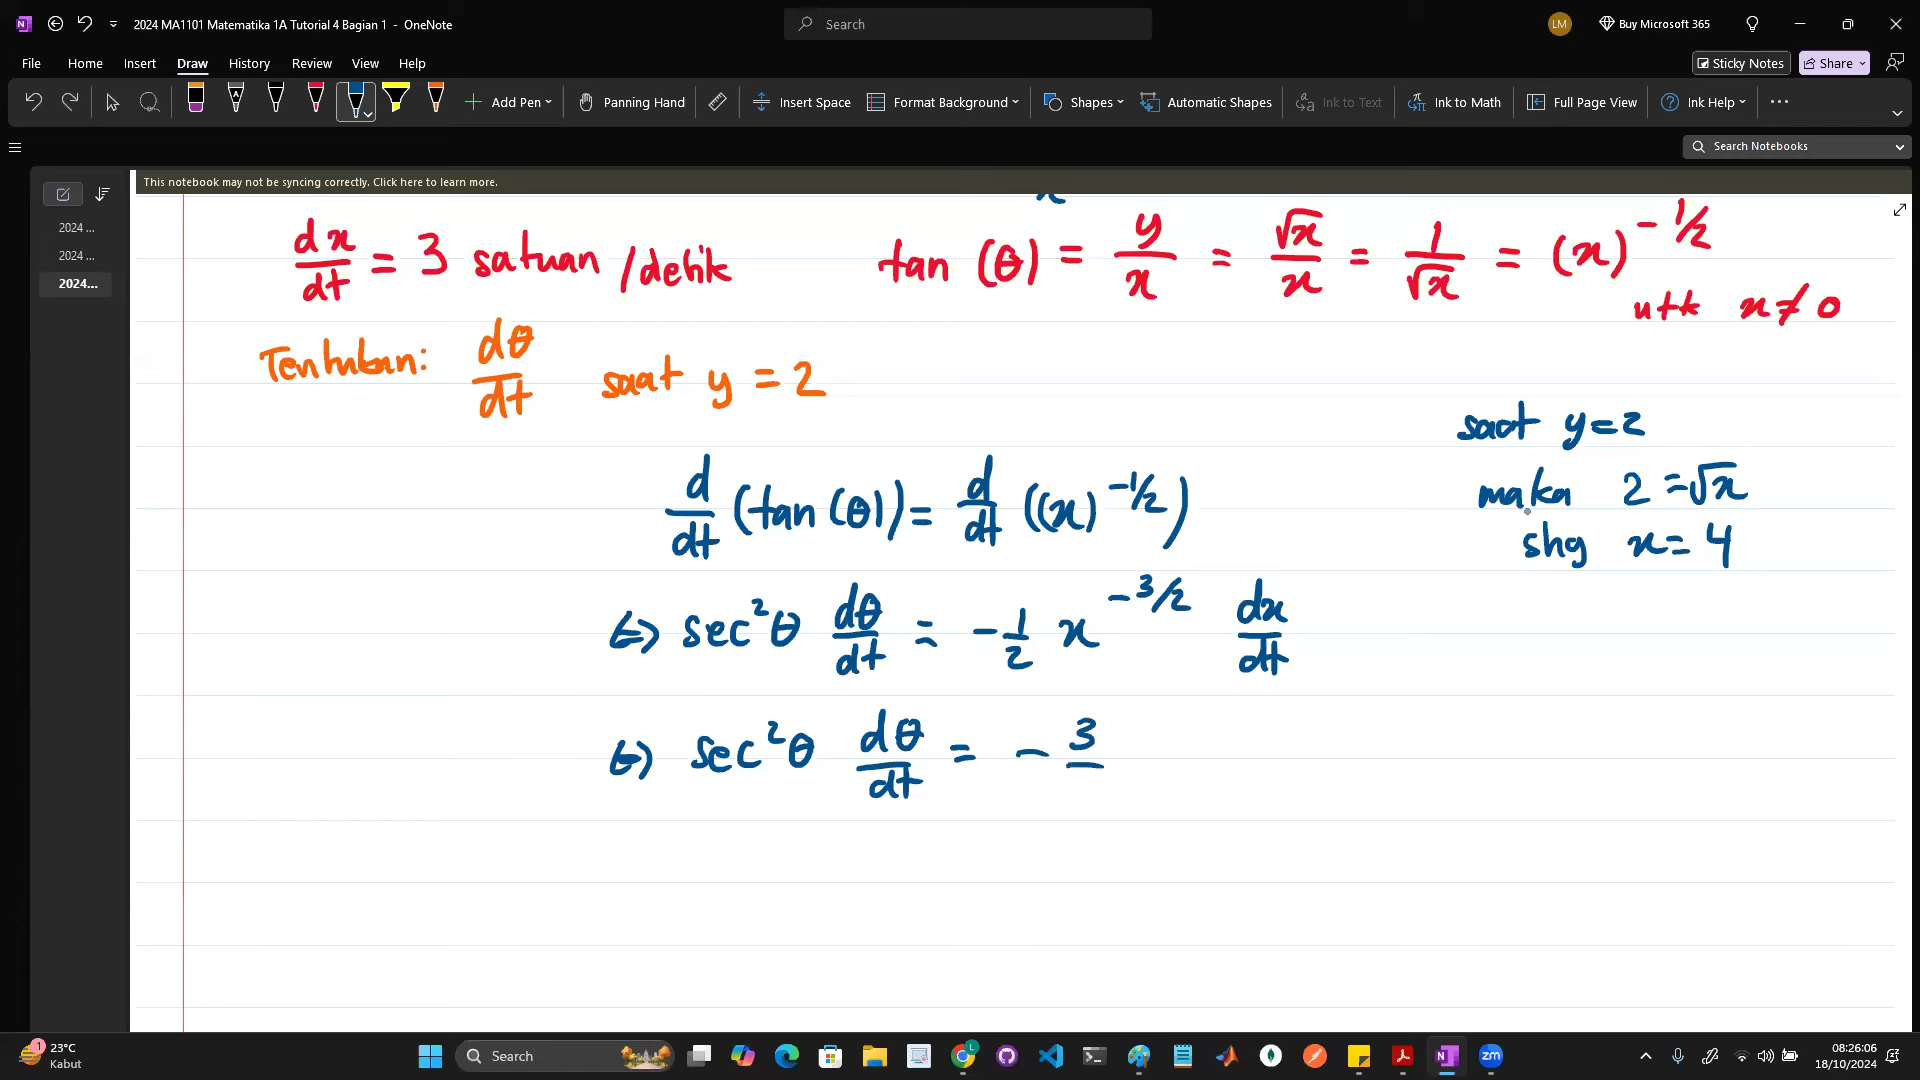 2024 MA1101 Matematika 1A Tutorial 4 Bagian 1 - OneNote
Search
LM
Buy Microsoft 365
File Home Insert Draw History Review View Help
Sticky Notes
Share
Add Pen
Panning Hand
Insert Space
Format Background
Shapes
Automatic Shapes
Ink to Text
Ink to Math
Full Page View
Ink Help
Search Notebooks
This notebook may not be syncing correctly. Click here to learn more.
2024 ...
2024 ...
2024...
dx/dt = 3 satuan /detik
tan (θ) = y/x = √x/x = 1/√x = (x)^-1/2
utk x ≠ 0
Tentukan: dθ/dt saat y = 2
saat y = 2
maka 2 = √x
shg x = 4
d/dt (tan (θ)) = d/dt ((x)^-1/2)
⇔ sec²θ dθ/dt = -1/2 x^-3/2 dx/dt
⇔ sec²θ dθ/dt = - 3
1
23°C
Kabut
Search
zm
08:26:06
18/10/2024